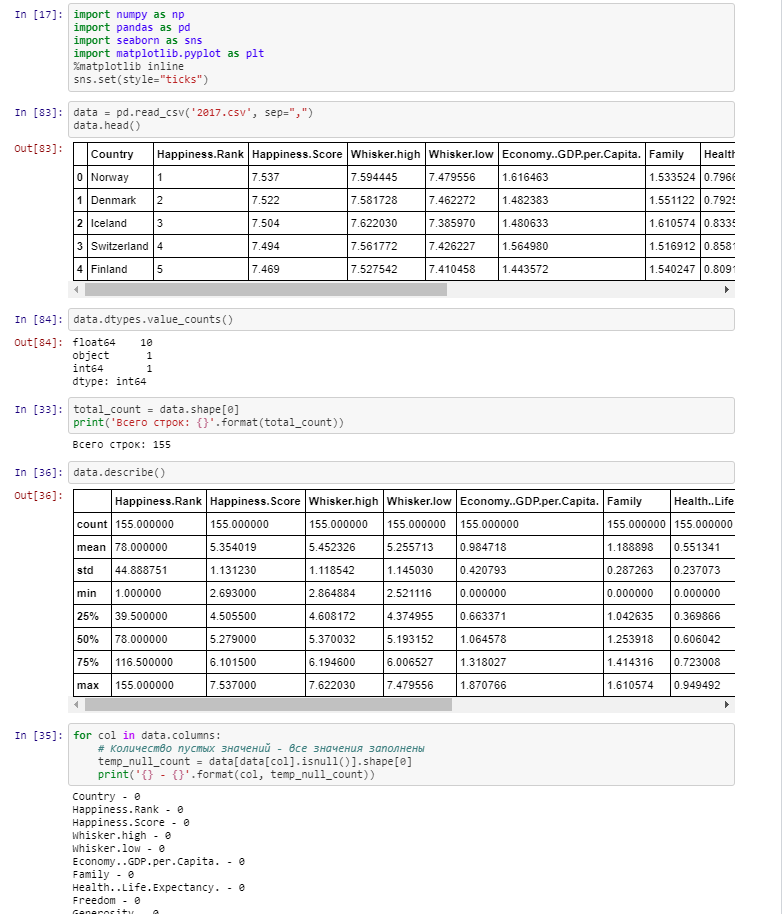 In [17]: import numpy as np
import pandas as pd
import seaborn as sns
import matplotlib.pyplot as plt
%matplotlib inline
sns.set(style="ticks")
In [83]: data = pd.read_csv('2017.csv', sep=",")
data.head()
Out[83]:
Country Happiness.Rank Happiness.Score Whisker.high Whisker.low Economy..GDP.per.Capita. Family Health
0 Norway 1 7.537 7.594445 7.479556 1.616463 1.533524 0.7966
1 Denmark 2 7.522 7.581728 7.462272 1.482383 1.551122 0.7925
2 Iceland 3 7.504 7.622030 7.385970 1.480633 1.610574 0.8335
3 Switzerland 4 7.494 7.561772 7.426227 1.564980 1.516912 0.8581
4 Finland 5 7.469 7.527542 7.410458 1.443572 1.540247 0.8091
In [84]: data.dtypes.value_counts()
Out[84]: float64 10
object 1
int64 1
dtype: int64
In [33]: total_count = data.shape[0]
print('Всего строк: {}'.format(total_count))
Всего строк: 155
In [36]: data.describe()
Out[36]:
Happiness.Rank Happiness.Score Whisker.high Whisker.low Economy..GDP.per.Capita. Family Health..Life
count 155.000000 155.000000 155.000000 155.000000 155.000000 155.000000 155.000000
mean 78.000000 5.354019 5.452326 5.255713 0.984718 1.188898 0.551341
std 44.888751 1.131230 1.118542 1.145030 0.420793 0.287263 0.237073
min 1.000000 2.693000 2.864884 2.521116 0.000000 0.000000 0.000000
25% 39.500000 4.505500 4.608172 4.374955 0.663371 1.042635 0.369866
50% 78.000000 5.279000 5.370032 5.193152 1.064578 1.253918 0.606042
75% 116.500000 6.101500 6.194600 6.006527 1.318027 1.414316 0.723008
max 155.000000 7.537000 7.622030 7.479556 1.870766 1.610574 0.949492
In [35]: for col in data.columns:
# Количество пустых значений - все значения заполнены
temp_null_count = data[data[col].isnull()].shape[0]
print('{} - {}'.format(col, temp_null_count))
Country - 0
Happiness.Rank - 0
Happiness.Score - 0
Whisker.high - 0
Whisker.low - 0
Economy..GDP.per.Capita. - 0
Family - 0
Health..Life.Expectancy. - 0
Freedom - 0
Generosity - 0